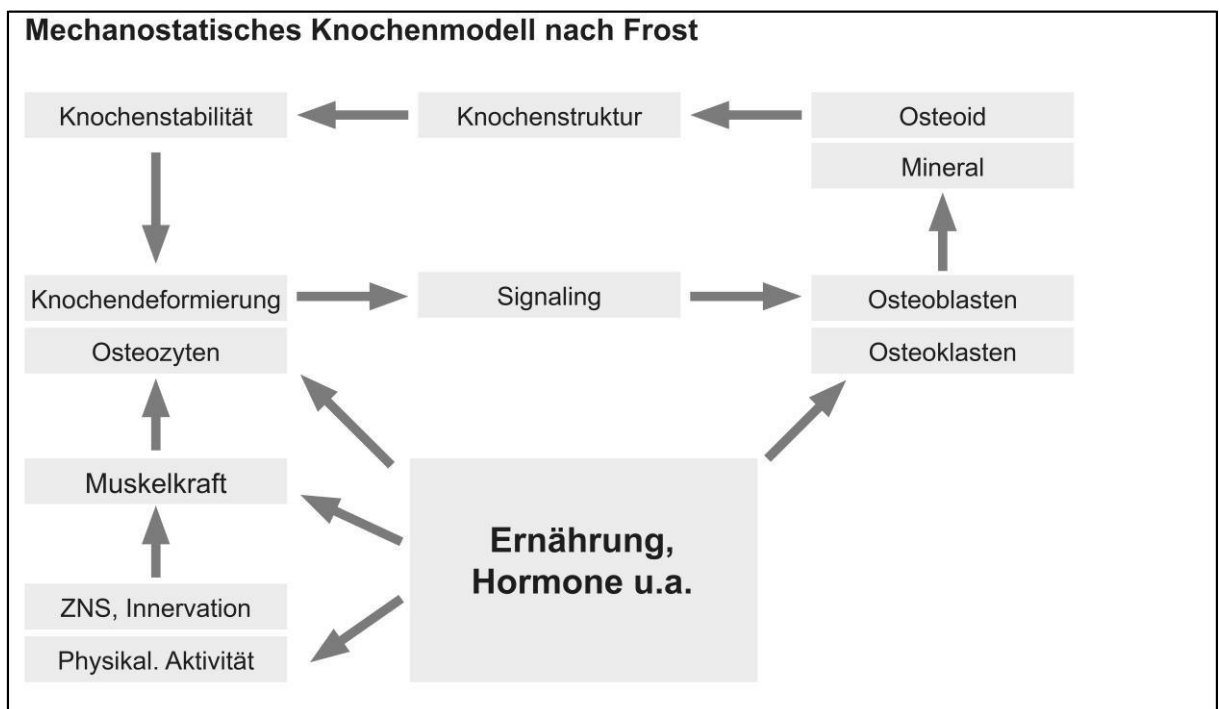 Mechanostatisches Knochenmodell nach Frost
Knochenstabilität
Knochenstruktur
Osteoid
Mineral
Knochendeformierung
Signaling
Osteoblasten
Osteozyten
Osteoklasten
Muskelkraft
Ernährung,
Hormone u.a.
ZNS, Innervation
Physikal. Aktivität